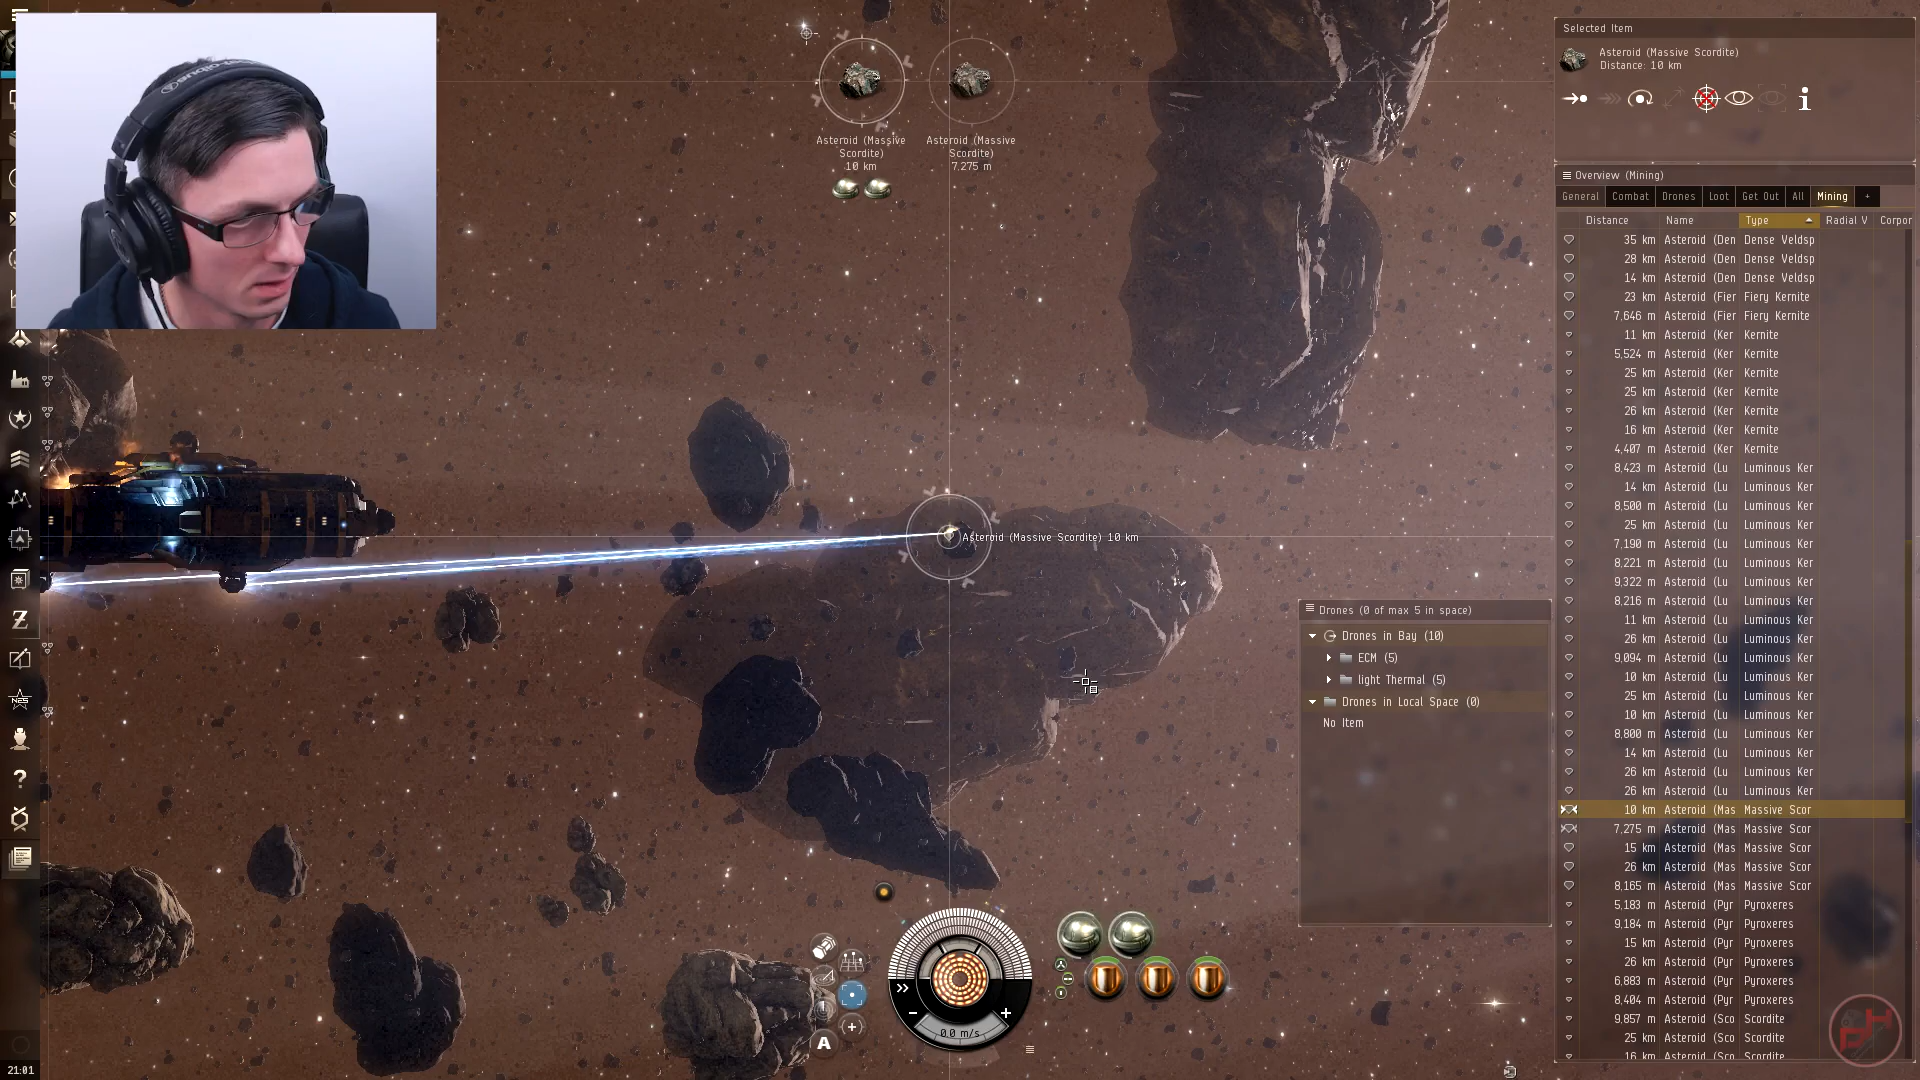 Asteroid (Massive
Scordite)
10 km
Asteroid (Massive
Scordite)
7,275 m
Asteroid (Massive Scordite) 10 km
Selected Item
Asteroid (Massive Scordite)
Distance: 10 km
Overview (Mining)
General Combat Drones Loot Get Out All Mining +
Distance Name Type Radial V Corpor
35 km Asteroid (Den Dense Veldsp
28 km Asteroid (Den Dense Veldsp
14 km Asteroid (Den Dense Veldsp
23 km Asteroid (Fier Fiery Kernite
7,646 m Asteroid (Fier Fiery Kernite
11 km Asteroid (Ker Kernite
5,524 m Asteroid (Ker Kernite
25 km Asteroid (Ker Kernite
25 km Asteroid (Ker Kernite
26 km Asteroid (Ker Kernite
16 km Asteroid (Ker Kernite
4,407 m Asteroid (Ker Kernite
8,423 m Asteroid (Lu Luminous Ker
14 km Asteroid (Lu Luminous Ker
8,500 m Asteroid (Lu Luminous Ker
25 km Asteroid (Lu Luminous Ker
7,190 m Asteroid (Lu Luminous Ker
8,221 m Asteroid (Lu Luminous Ker
9,322 m Asteroid (Lu Luminous Ker
8,216 m Asteroid (Lu Luminous Ker
11 km Asteroid (Lu Luminous Ker
26 km Asteroid (Lu Luminous Ker
9,094 m Asteroid (Lu Luminous Ker
10 km Asteroid (Lu Luminous Ker
25 km Asteroid (Lu Luminous Ker
10 km Asteroid (Lu Luminous Ker
8,800 m Asteroid (Lu Luminous Ker
14 km Asteroid (Lu Luminous Ker
26 km Asteroid (Lu Luminous Ker
26 km Asteroid (Lu Luminous Ker
10 km Asteroid (Mas Massive Scor
7,275 m Asteroid (Mas Massive Scor
15 km Asteroid (Mas Massive Scor
26 km Asteroid (Mas Massive Scor
8,165 m Asteroid (Mas Massive Scor
5,183 m Asteroid (Pyr Pyroxeres
9,184 m Asteroid (Pyr Pyroxeres
15 km Asteroid (Pyr Pyroxeres
26 km Asteroid (Pyr Pyroxeres
6,883 m Asteroid (Pyr Pyroxeres
8,404 m Asteroid (Pyr Pyroxeres
9,857 m Asteroid (Sco Scordite
25 km Asteroid (Sco Scordite
16 km Asteroid (Sco Scordite
Drones (0 of max 5 in space)
Drones in Bay (10)
ECM (5)
light Thermal (5)
Drones in Local Space (0)
No Item
0.0 m/s
A
NES
21:01